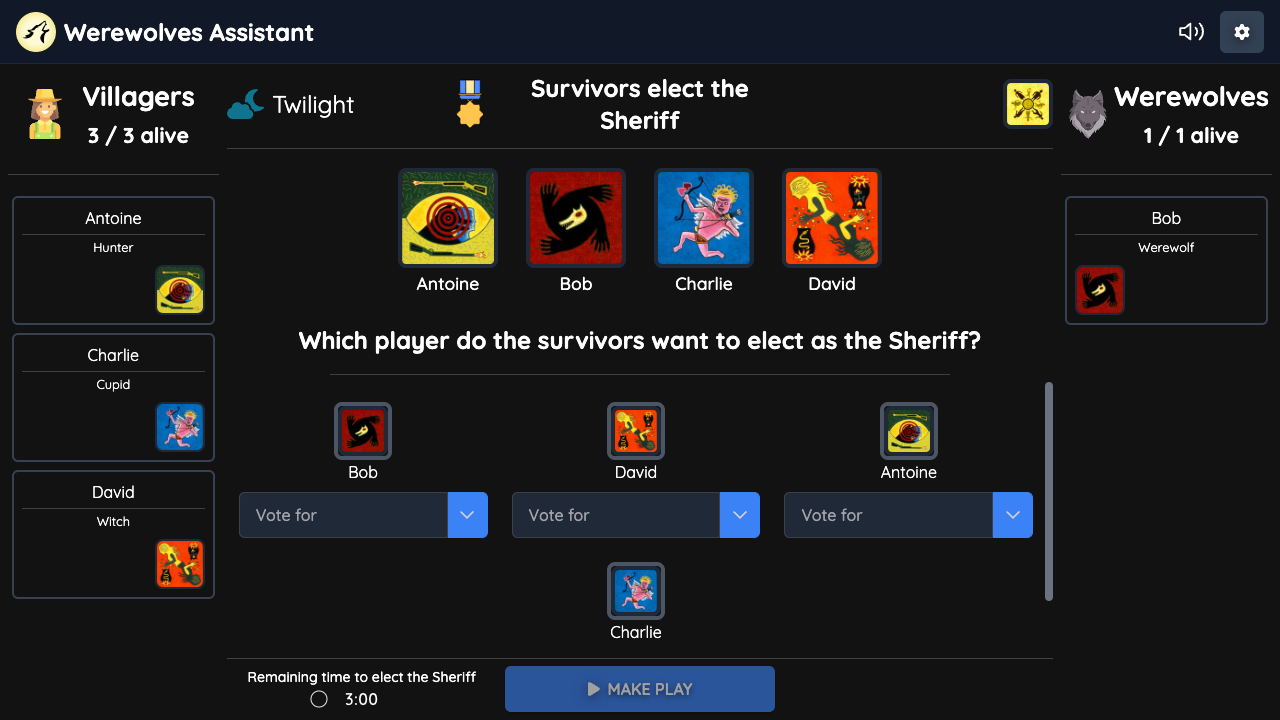 Werewolves Assistant
Villagers
3 / 3 alive
Twilight
Survivors elect the
Sheriff
Werewolves
1 / 1 alive
Antoine
Hunter
Charlie
Cupid
David
Witch
Antoine
Bob
Charlie
David
Which player do the survivors want to elect as the Sheriff?
Bob
David
Antoine
Vote for
Vote for
Vote for
Charlie
Remaining time to elect the Sheriff
3:00
MAKE PLAY
Bob
Werewolf